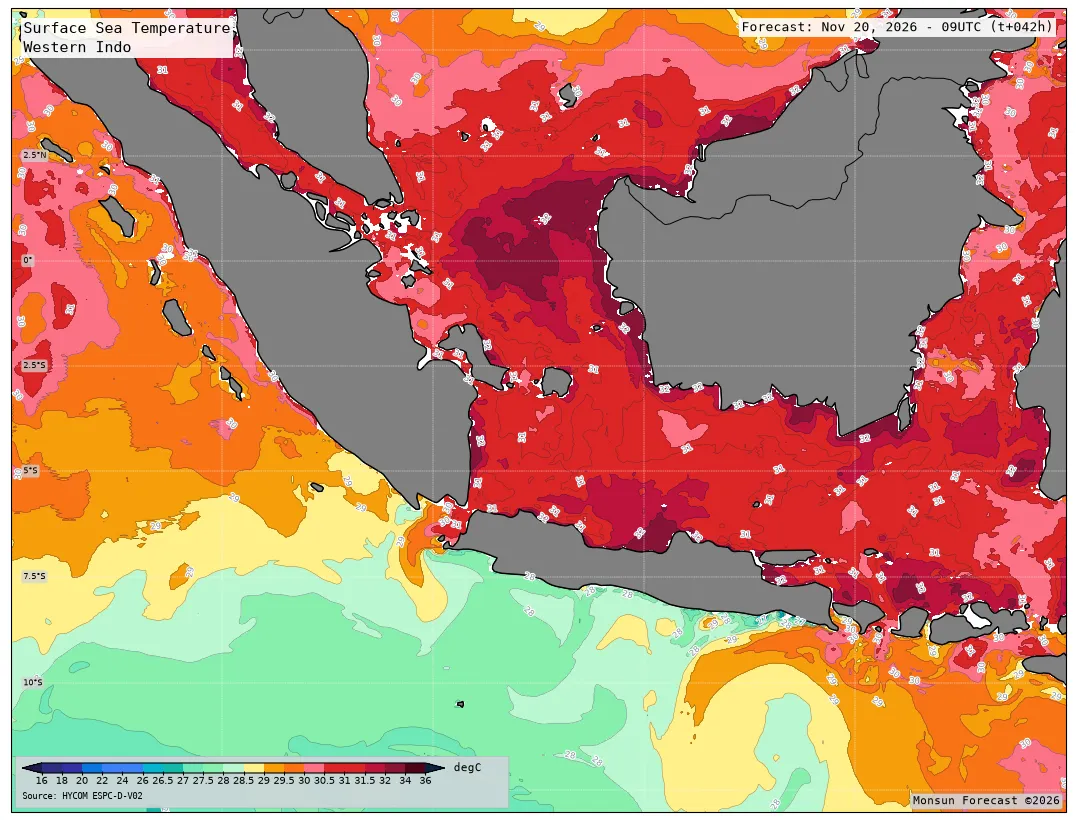 Surface Sea Temperature
Western Indo
Forecast: Nov 20, 2026 - 09UTC (t+042h)
2.5°N
0°
2.5°S
5°S
7.5°S
10°S
degC
16 18 20 22 24 26 26.5 27 27.5 28 28.5 29 29.5 30 30.5 31 31.5 32 34 36
Source: HYCOM ESPC-D-V02
Monsun Forecast ©2026